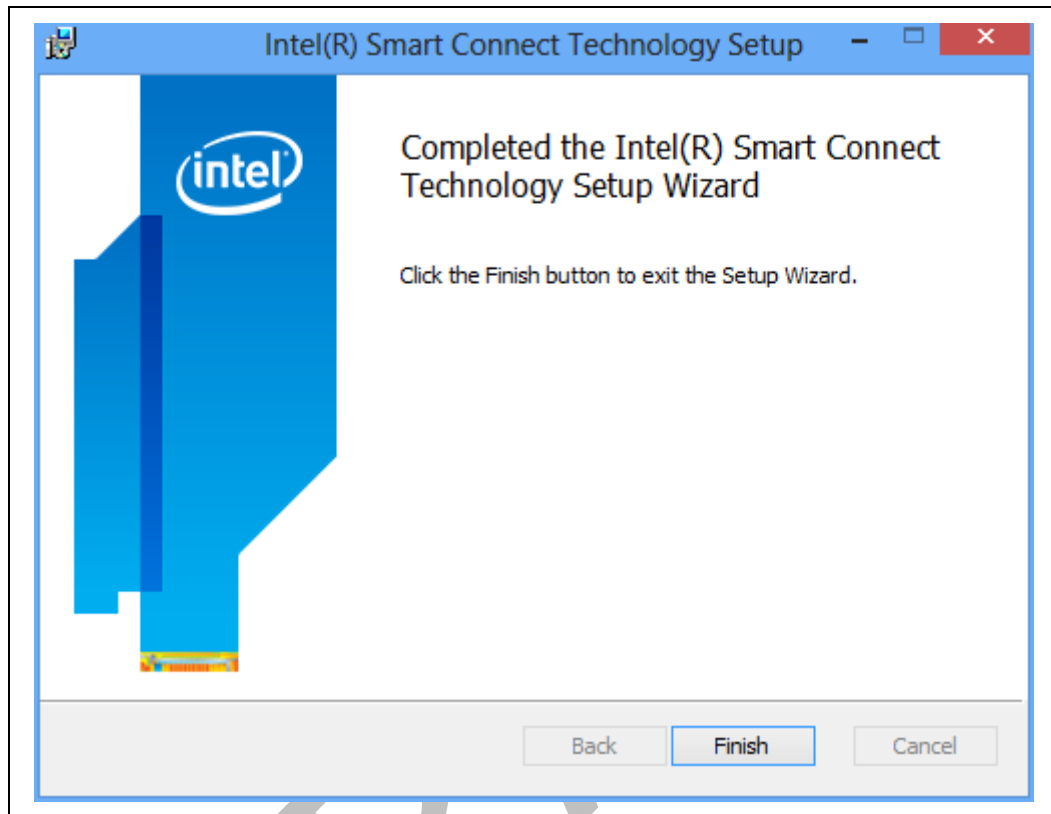 Intel(R) Smart Connect Technology Setup
intel
Completed the Intel(R) Smart Connect
Technology Setup Wizard
Click the Finish button to exit the Setup Wizard.
Back Finish Cancel